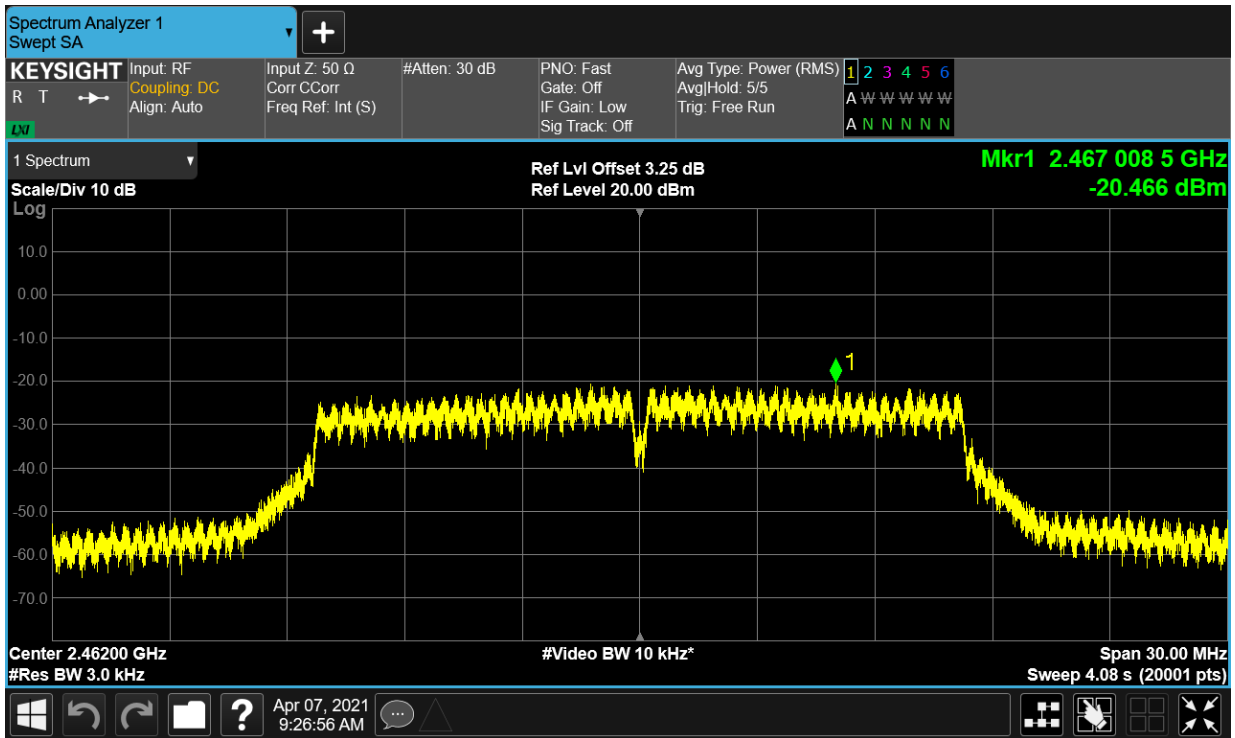 Spectrum Analyzer 1
Swept SA
KEYSIGHT
R T
LXI
Input: RF
Coupling: DC
Align: Auto
Input Z: 50 Ω
Corr CCorr
Freq Ref: Int (S)
#Atten: 30 dB
PNO: Fast
Gate: Off
IF Gain: Low
Sig Track: Off
Avg Type: Power (RMS)
Avg|Hold: 5/5
Trig: Free Run
1 2 3 4 5 6
A W W W W W
A N N N N N
1 Spectrum
Scale/Div 10 dB
Ref Lvl Offset 3.25 dB
Ref Level 20.00 dBm
Mkr1 2.467 008 5 GHz
-20.466 dBm
Log
10.0
0.00
-10.0
-20.0
-30.0
-40.0
-50.0
-60.0
-70.0
1
Center 2.46200 GHz
#Res BW 3.0 kHz
#Video BW 10 kHz*
Span 30.00 MHz
Sweep 4.08 s (20001 pts)
?
Apr 07, 2021
9:26:56 AM